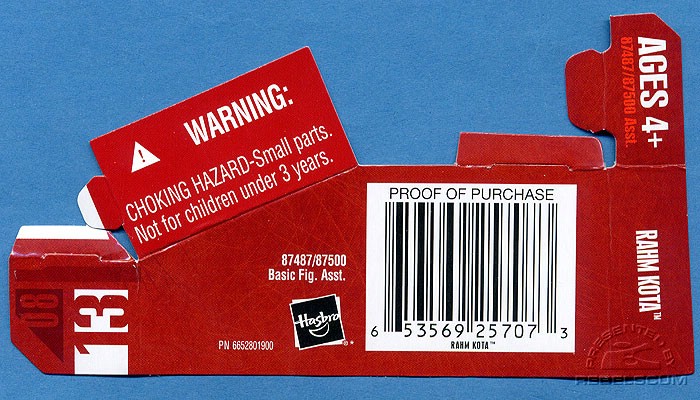 WARNING:
CHOKING HAZARD-Small parts.
Not for children under 3 years.
AGES 4+
87487/87500 Asst.
RAHM KOTA™
08
13
87487/87500
Basic Fig. Asst.
Hasbro
®*
PN 6652801900
PROOF OF PURCHASE
6 53569 25707 3
RAHM KOTA™
PRESENTED BY
REBELSCUM